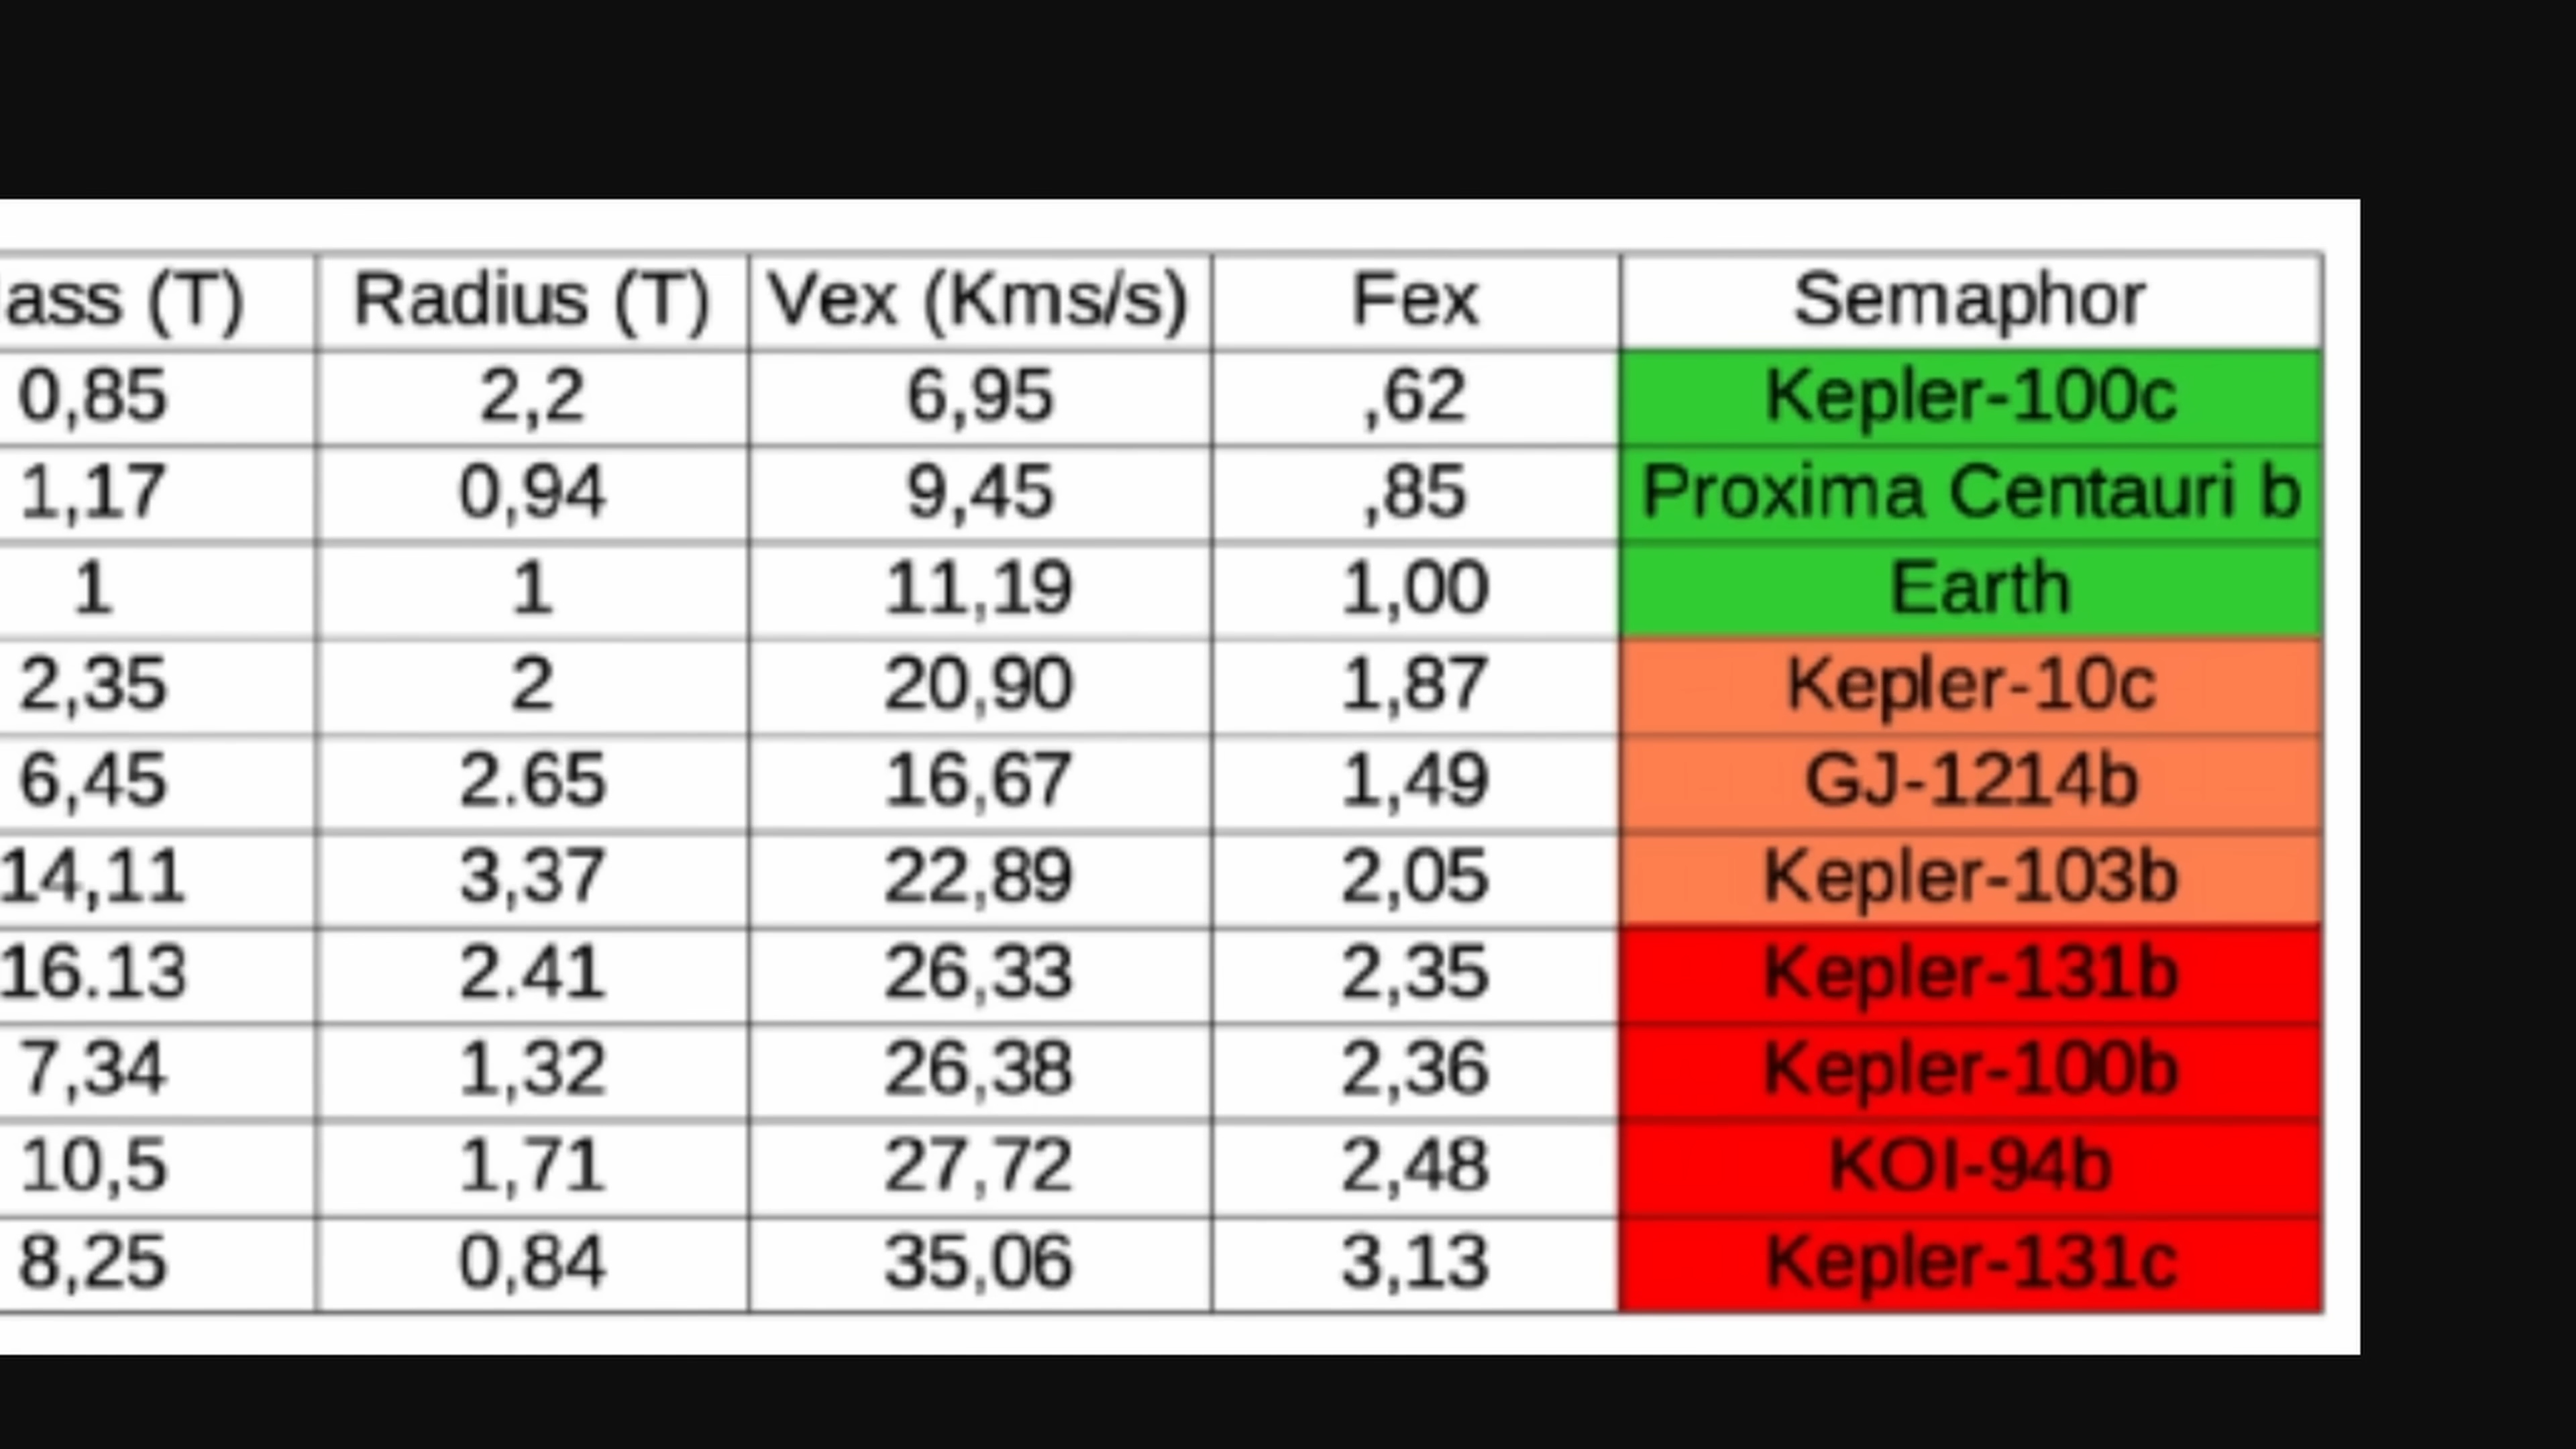 ass (T) Radius (T) Vex (Kms/s) Fex Semaphor
0,85 2,2 6,95 ,62 Kepler-100c
1,17 0,94 9,45 ,85 Proxima Centauri b
1 1 11,19 1,00 Earth
2,35 2 20,90 1,87 Kepler-10c
6,45 2.65 16,67 1,49 GJ-1214b
14,11 3,37 22,89 2,05 Kepler-103b
16.13 2.41 26,33 2,35 Kepler-131b
7,34 1,32 26,38 2,36 Kepler-100b
10,5 1,71 27,72 2,48 KOI-94b
8,25 0,84 35,06 3,13 Kepler-131c